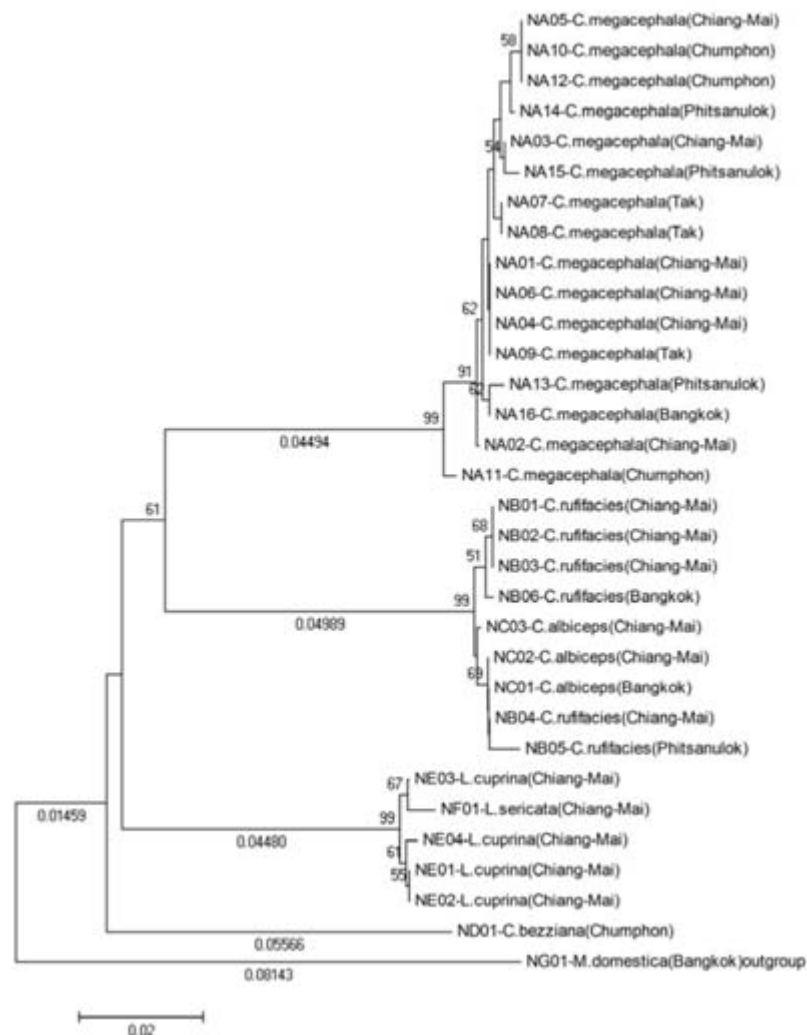 NA05-C.megacephala(Chiang-Mai)
58
NA10-C.megacephala(Chumphon)
NA12-C.megacephala(Chumphon)
NA14-C.megacephala(Phitsanulok)
54
NA03-C.megacephala(Chiang-Mai)
NA15-C.megacephala(Phitsanulok)
NA07-C.megacephala(Tak)
NA08-C.megacephala(Tak)
NA01-C.megacephala(Chiang-Mai)
NA06-C.megacephala(Chiang-Mai)
62
NA04-C.megacephala(Chiang-Mai)
NA09-C.megacephala(Tak)
91
62
NA13-C.megacephala(Phitsanulok)
NA16-C.megacephala(Bangkok)
99
0.04494
NA02-C.megacephala(Chiang-Mai)
NA11-C.megacephala(Chumphon)
61
NB01-C.rufifacies(Chiang-Mai)
68
NB02-C.rufifacies(Chiang-Mai)
51
NB03-C.rufifacies(Chiang-Mai)
NB06-C.rufifacies(Bangkok)
99
0.04989
NC03-C.albiceps(Chiang-Mai)
NC02-C.albiceps(Chiang-Mai)
69
NC01-C.albiceps(Bangkok)
NB04-C.rufifacies(Chiang-Mai)
NB05-C.rufifacies(Phitsanulok)
67
NE03-L.cuprina(Chiang-Mai)
NF01-L.sericata(Chiang-Mai)
0.01459
99
0.04480
NE04-L.cuprina(Chiang-Mai)
61
55
NE01-L.cuprina(Chiang-Mai)
NE02-L.cuprina(Chiang-Mai)
ND01-C.bezziana(Chumphon)
0.05566
NG01-M.domestica(Bangkok)outgroup
0.08143
0.02